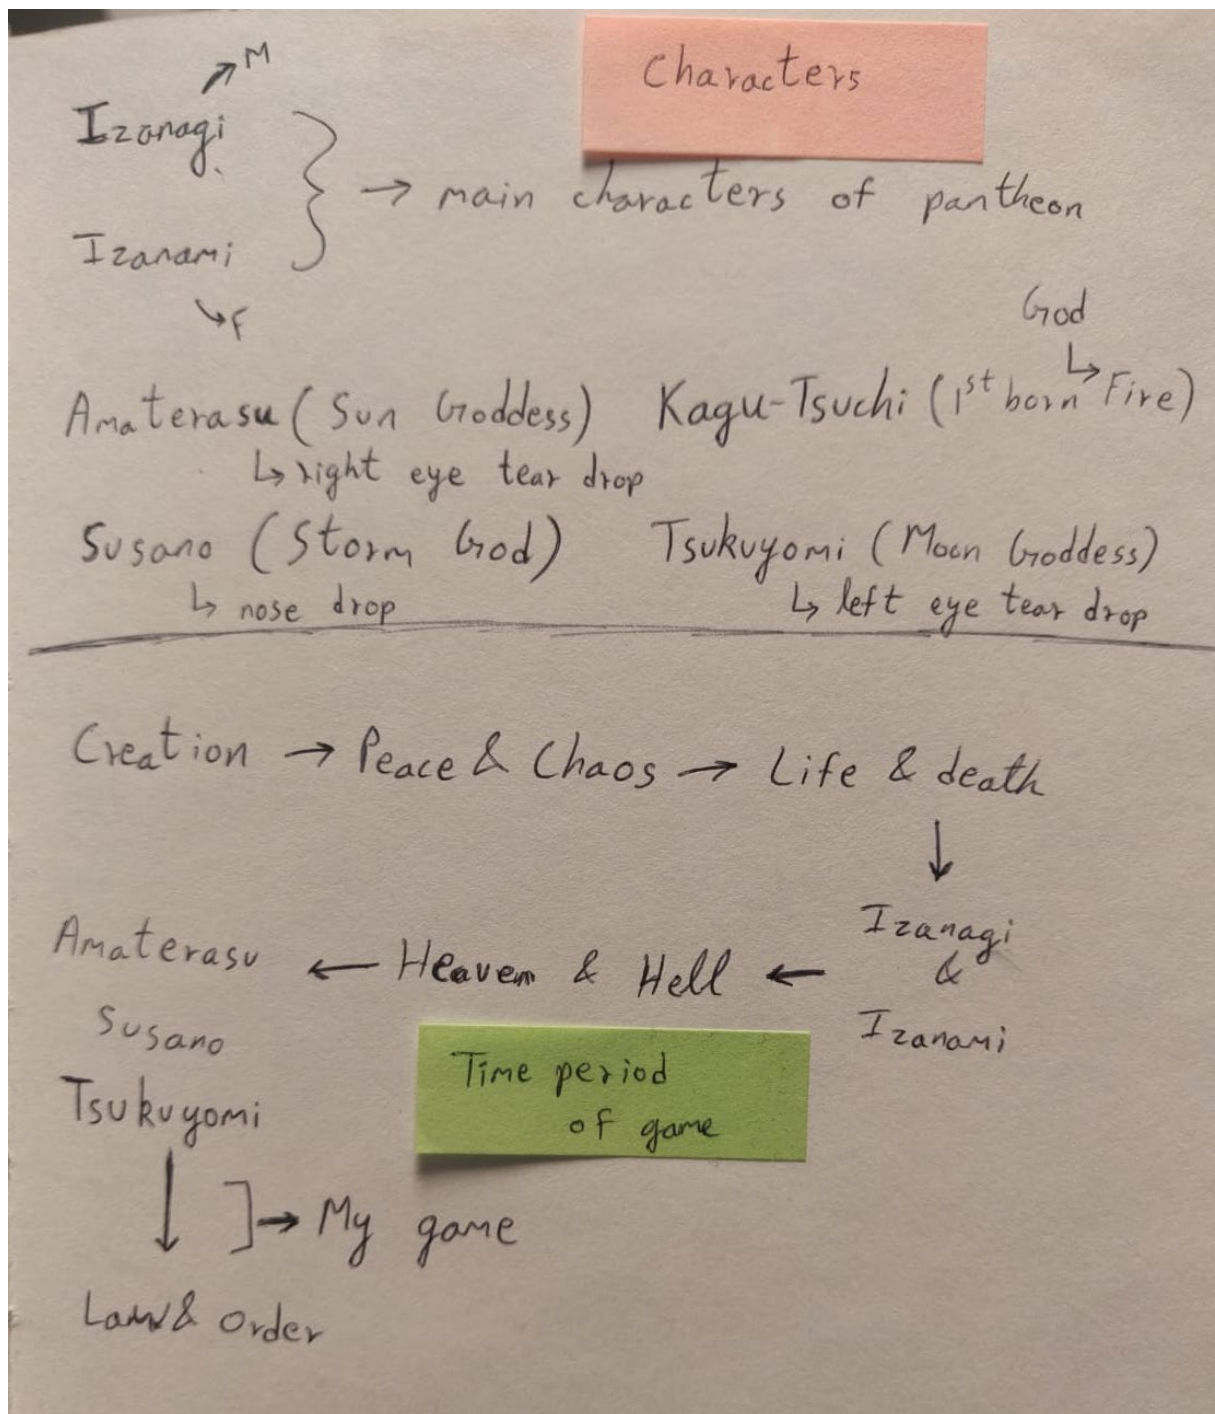 Characters
M
Izanagi
→ main characters of pantheon
Izanami
F
God
Amaterasu (Sun Goddess)
↳ right eye tear drop
Kagu-Tsuchi (1st born Fire)
Susano (Storm God)
↳ nose drop
Tsukuyomi (Moon Goddess)
↳ left eye tear drop
Creation → Peace & Chaos → Life & death
↓
Izanagi
&
Izanami
← Heaven & Hell ←
Amaterasu
Susano
Tsukuyomi
Time period
of game
↓ ] → My game
Law & Order